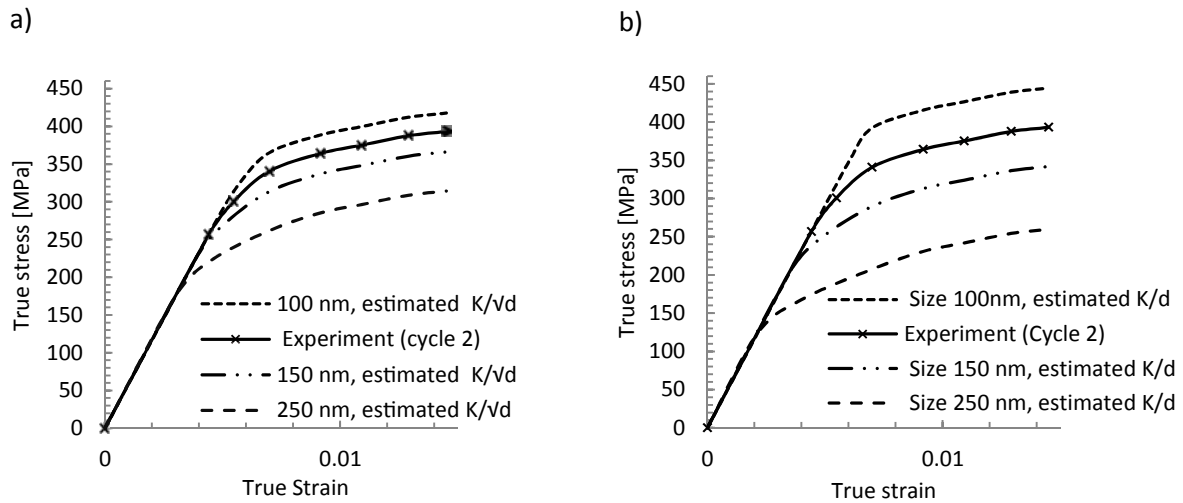 a)
450
400
350
300
250
200
150
100
50
0
True stress [MPa]
0
0.01
True Strain
100 nm, estimated K/√d
Experiment (cycle 2)
150 nm, estimated K/√d
250 nm, estimated K/√d
b)
450
400
350
300
250
200
150
100
50
0
True stress [MPa]
0
0.01
True strain
Size 100nm, estimated K/d
Experiment (Cycle 2)
Size 150 nm, estimated K/d
Size 250 nm, estimated K/d